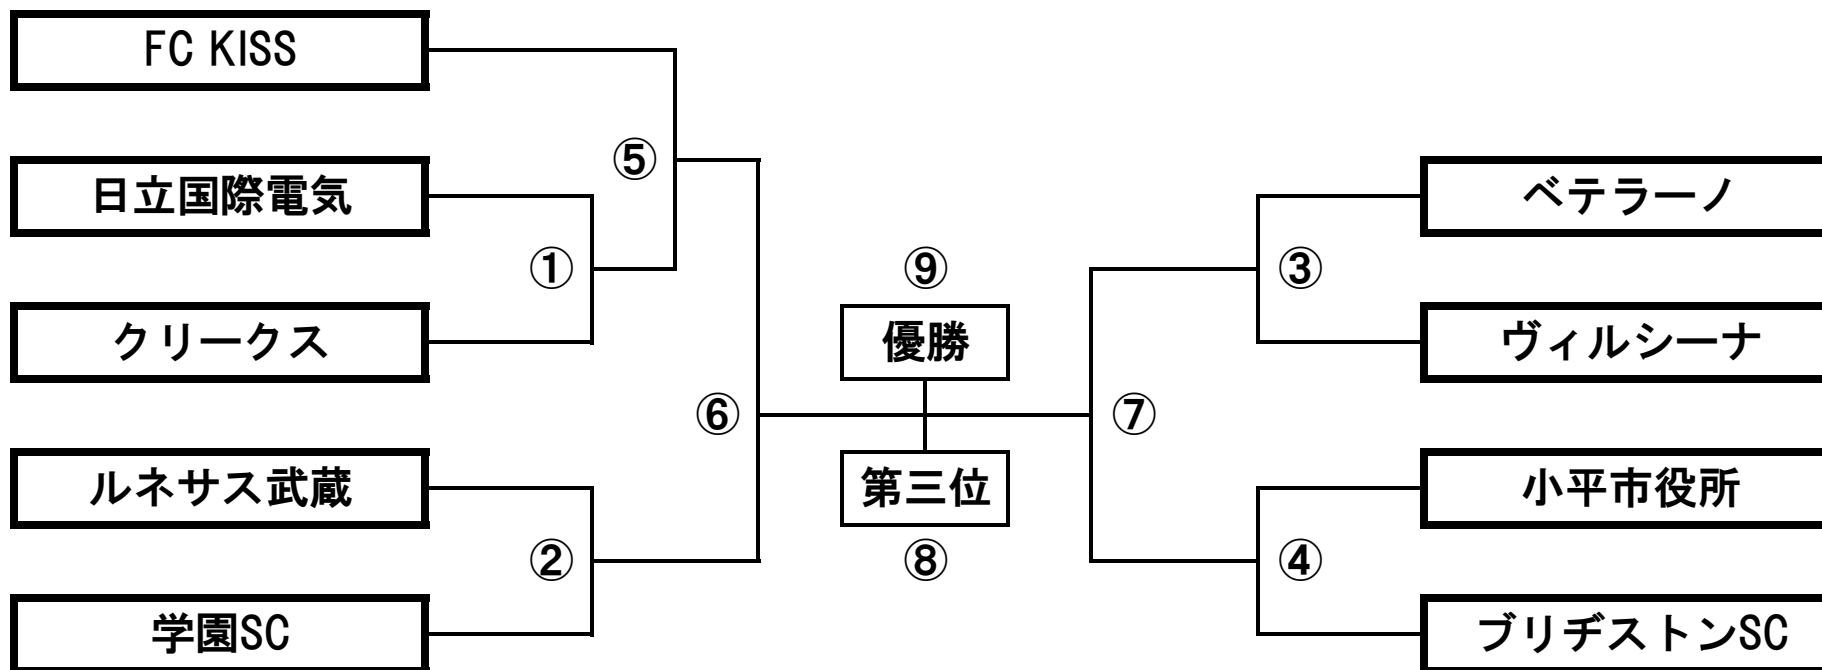 FC KISS
⑤
日立国際電気
ベテラーノ
①
⑨
③
クリークス
優勝
ヴィルシーナ
⑥
⑦
ルネサス武蔵
第三位
小平市役所
②
⑧
④
学園SC
ブリヂストンSC